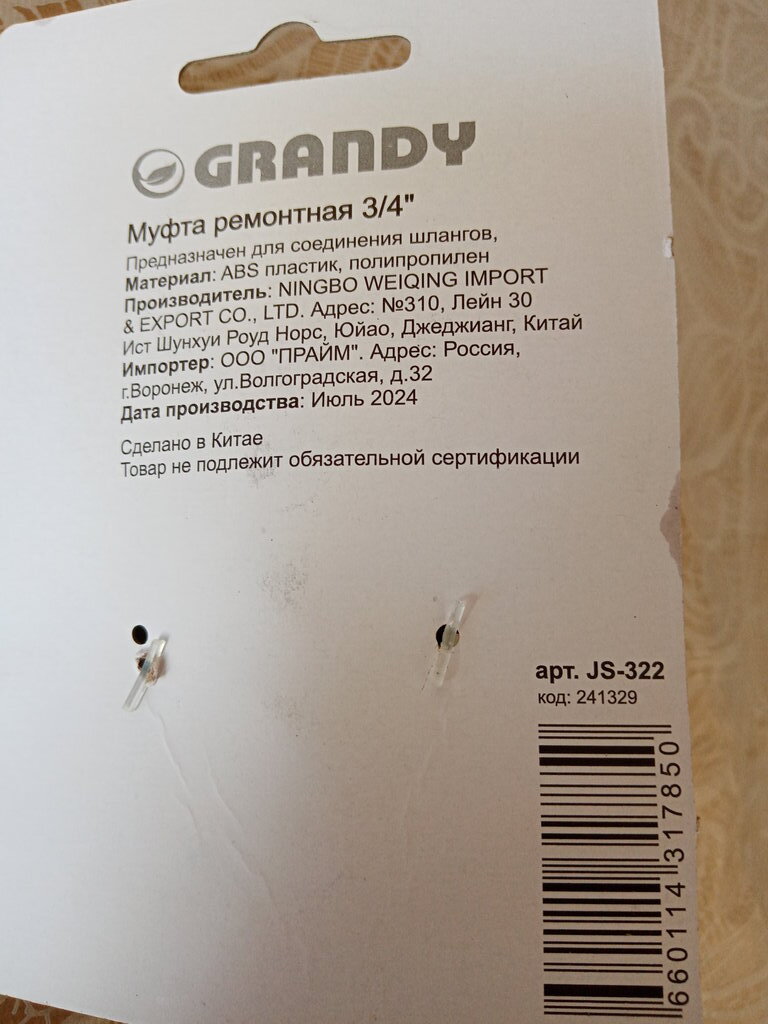 GRANDY
Муфта ремонтная 3/4"
Предназначен для соединения шлангов,
Материал: ABS пластик, полипропилен
Производитель: NINGBO WEIQING IMPORT
& EXPORT CO., LTD. Адрес: №310, Лейн 30
Ист Шунхуи Роуд Норс, Юйао, Джеджианг, Китай
Импортер: ООО "ПРАЙМ". Адрес: Россия,
г.Воронеж, ул.Волгоградская, д.32
Дата производства: Июль 2024
Сделано в Китае
Товар не подлежит обязательной сертификации
арт. JS-322
код: 241329
660114 317850